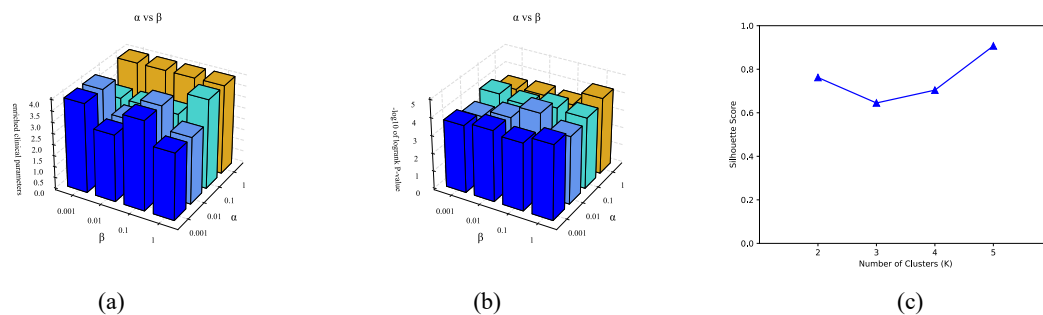 α vs β
enriched clinical parameters
4.0
3.5
3.0
2.5
2.0
1.5
1.0
0.5
0.0
0.001
0.01
0.1
1
β
0.001
0.01
0.1
1
α
(a)
α vs β
-log10 of logrank P-value
5
4
3
2
1
0
0.001
0.01
0.1
1
β
0.001
0.01
0.1
1
α
(b)
Silhouette Score
1.0
0.8
0.6
0.4
0.2
0.0
2 3 4 5
Number of Clusters (K)
(c)